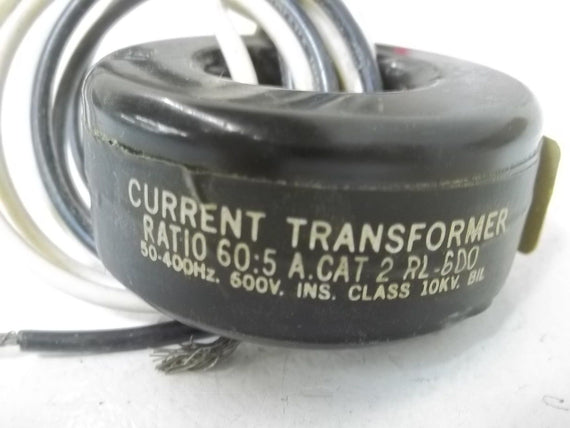 CURRENT TRANSFORMER
RATIO 60:5 A.CAT 2 RL-6DO
50-400Hz. 600V. INS. CLASS 10KV. BIL